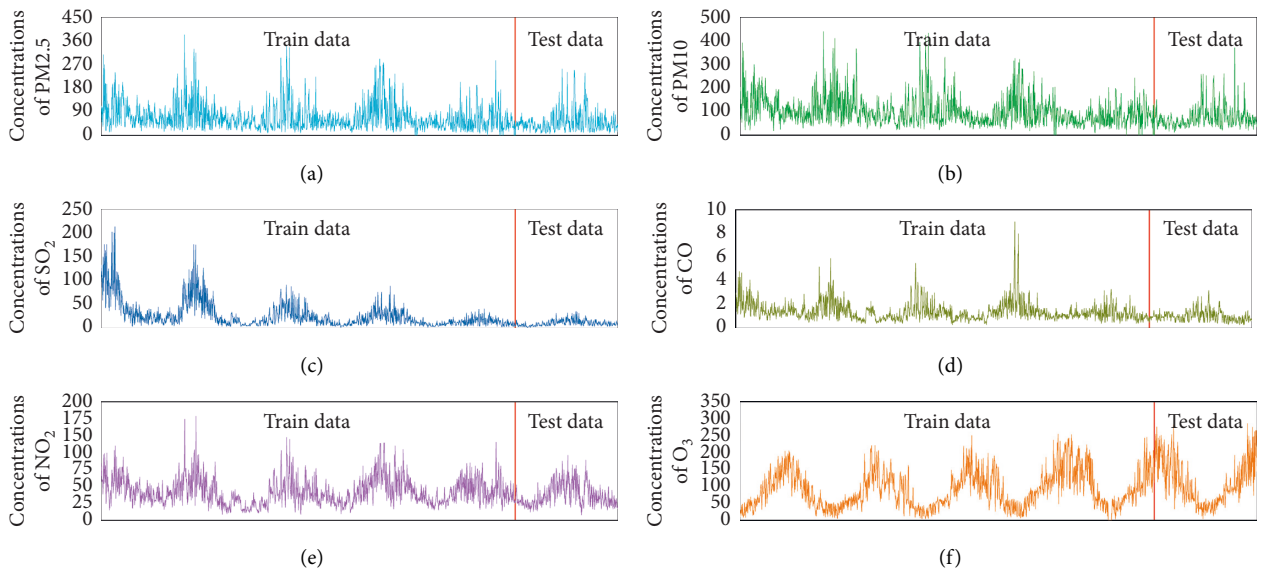 Concentrations
of PM2.5
450
360
270
180
90
0
Train data
Test data
(a)
Concentrations
of PM10
500
400
300
200
100
0
Train data
Test data
(b)
Concentrations
of SO2
250
200
150
100
50
0
Train data
Test data
(c)
Concentrations
of CO
10
8
6
4
2
0
Train data
Test data
(d)
Concentrations
of NO2
200
175
150
100
75
50
25
0
Train data
Test data
(e)
Concentrations
of O3
350
300
250
200
150
100
50
0
Train data
Test data
(f)